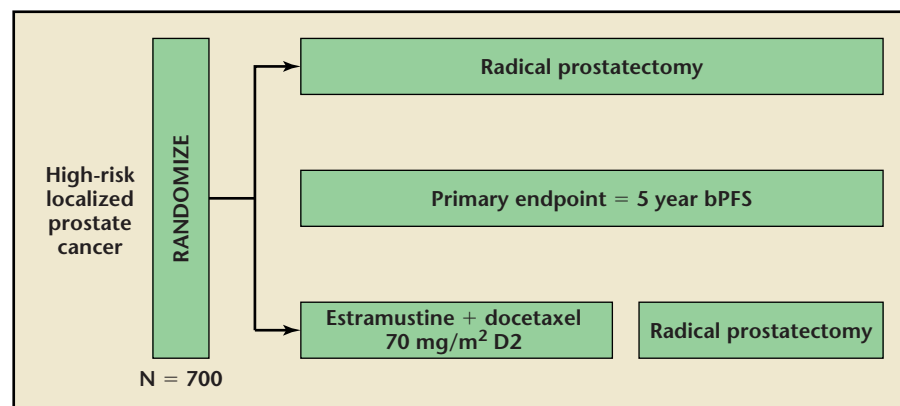 High-risk
localized
prostate
cancer
RANDOMIZE
N = 700
Radical prostatectomy
Primary endpoint = 5 year bPFS
Estramustine + docetaxel
70 mg/m² D2
Radical prostatectomy